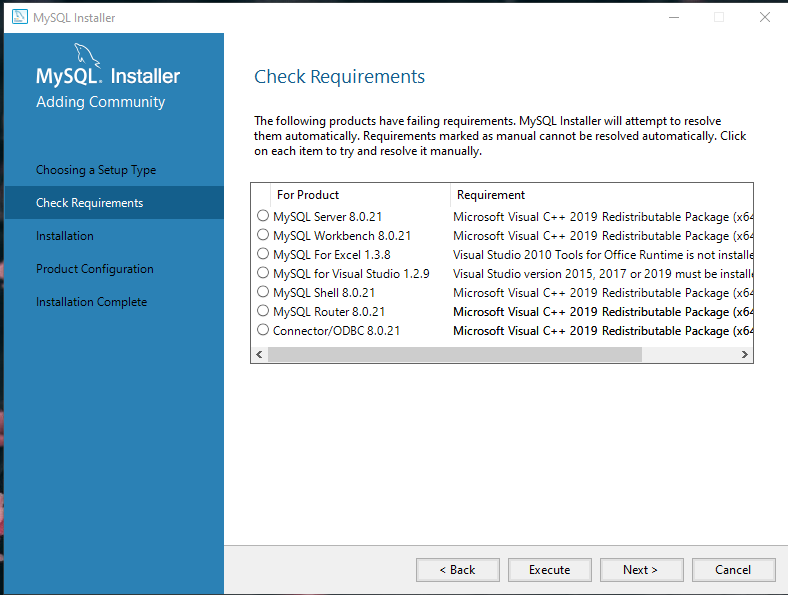 MySQL Installer
MySQL. Installer
Adding Community
Choosing a Setup Type
Check Requirements
Installation
Product Configuration
Installation Complete
Check Requirements
The following products have failing requirements. MySQL Installer will attempt to resolve
them automatically. Requirements marked as manual cannot be resolved automatically. Click
on each item to try and resolve it manually.
For Product Requirement
MySQL Server 8.0.21 Microsoft Visual C++ 2019 Redistributable Package (x64
MySQL Workbench 8.0.21 Microsoft Visual C++ 2019 Redistributable Package (x64
MySQL For Excel 1.3.8 Visual Studio 2010 Tools for Office Runtime is not installe
MySQL for Visual Studio 1.2.9 Visual Studio version 2015, 2017 or 2019 must be installe
MySQL Shell 8.0.21 Microsoft Visual C++ 2019 Redistributable Package (x64
MySQL Router 8.0.21 Microsoft Visual C++ 2019 Redistributable Package (x64
Connector/ODBC 8.0.21 Microsoft Visual C++ 2019 Redistributable Package (x64
< Back Execute Next > Cancel